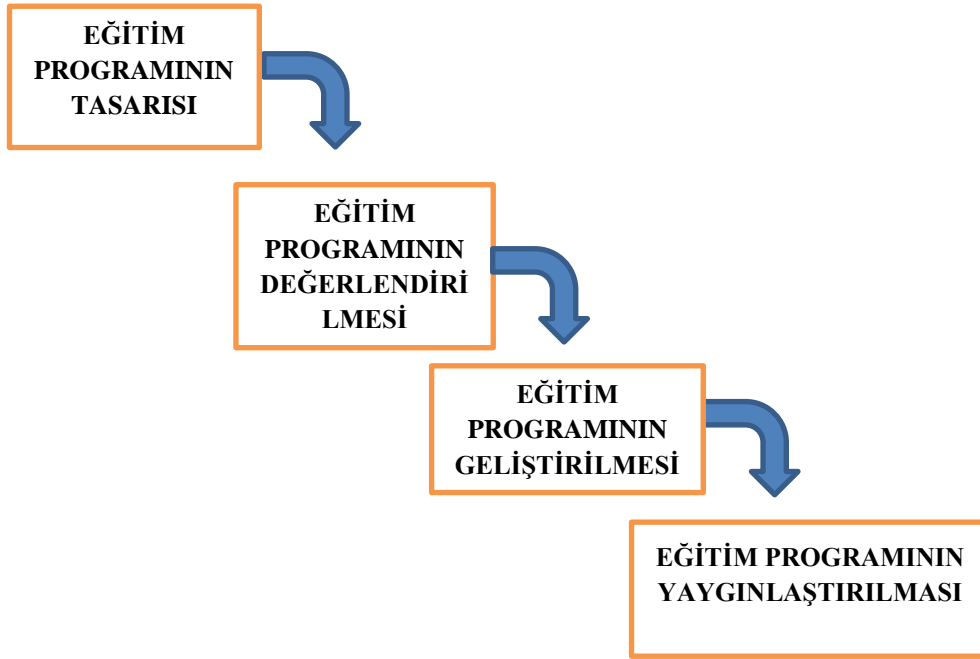 EĞİTİM
PROGRAMININ
TASARISI
EĞİTİM
PROGRAMININ
DEĞERLENDİRİ
LMESİ
EĞİTİM
PROGRAMININ
GELİŞTİRİLMESİ
EĞİTİM PROGRAMININ
YAYGINLAŞTIRILMASI